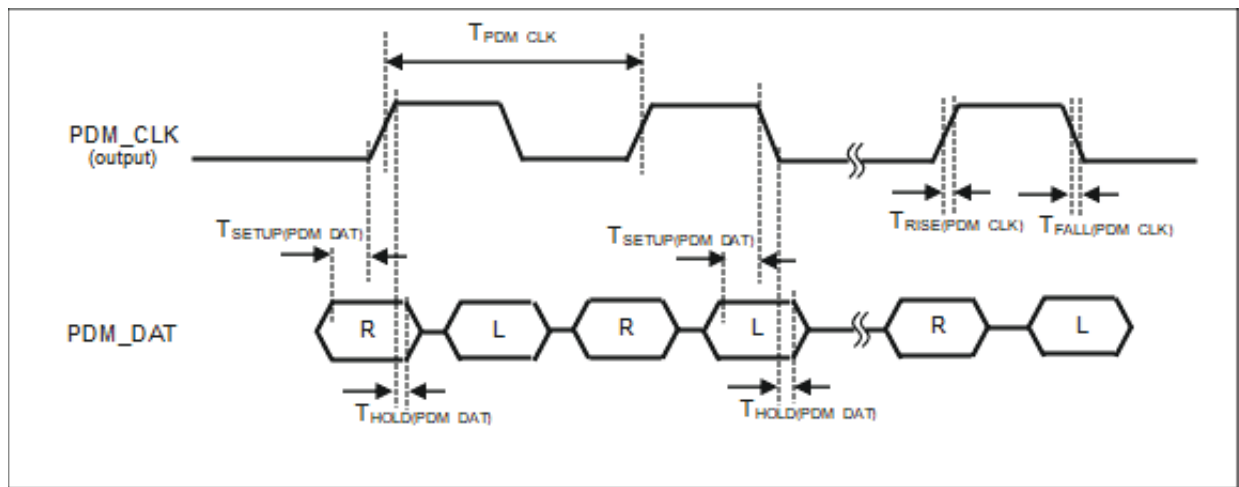 TPDM CLK
PDM_CLK
(output)
TRISE(PDM CLK)
TFALL(PDM CLK)
TSETUP(PDM DAT)
TSETUP(PDM DAT)
PDM_DAT
R L R L R L
THOLD(PDM DAT)
THOLD(PDM DAT)